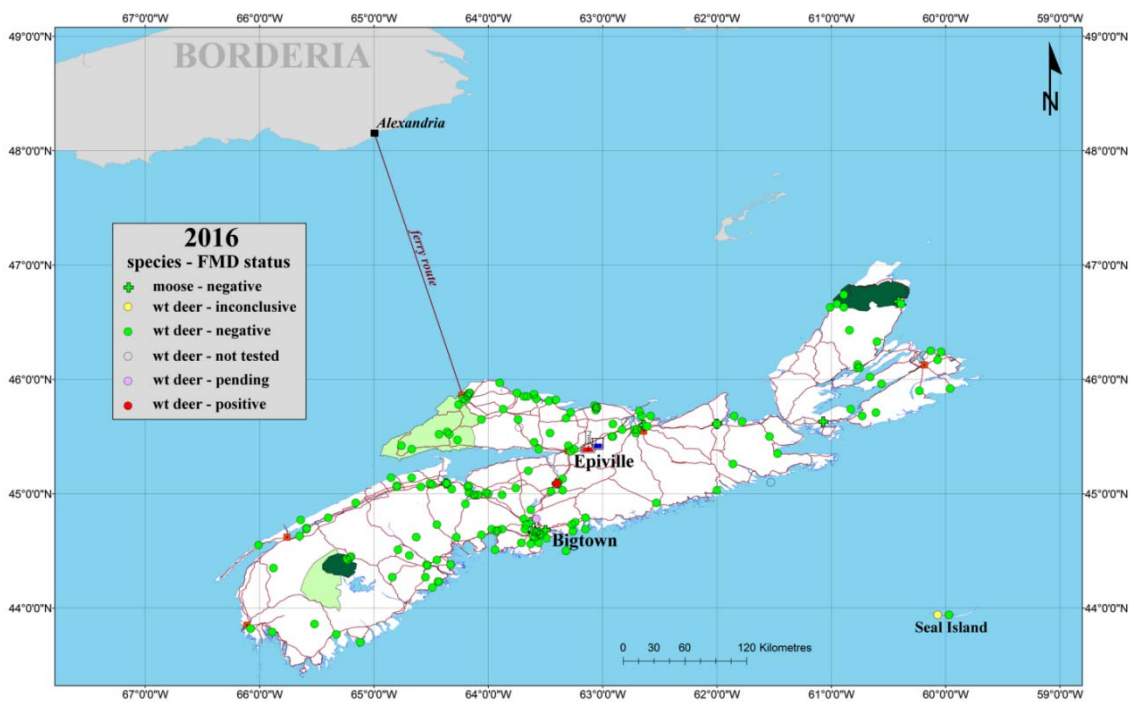 67°0'0"W 66°0'0"W 65°0'0"W 64°0'0"W 63°0'0"W 62°0'0"W 61°0'0"W 60°0'0"W 59°0'0"W
49°0'0"N 49°0'0"N
BORDERIA
N
Alexandria
48°0'0"N 48°0'0"N
ferry route
2016
species - FMD status
moose - negative
wt deer - inconclusive
wt deer - negative
wt deer - not tested
wt deer - pending
wt deer - positive
47°0'0"N 47°0'0"N
46°0'0"N 46°0'0"N
Epiville
45°0'0"N 45°0'0"N
Bigtown
44°0'0"N 44°0'0"N
Seal Island
0 30 60 120 Kilometres
67°0'0"W 66°0'0"W 65°0'0"W 64°0'0"W 63°0'0"W 62°0'0"W 61°0'0"W 60°0'0"W 59°0'0"W